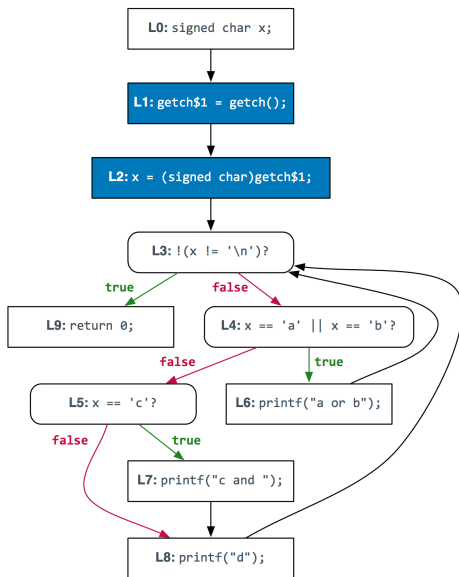 L0: signed char x;
L1: getch$1 = getch();
L2: x = (signed char)getch$1;
L3: !(x != '\n')?
true
false
L9: return 0;
L4: x == 'a' || x == 'b'?
false
true
L5: x == 'c'?
L6: printf("a or b");
false
true
L7: printf("c and ");
L8: printf("d");